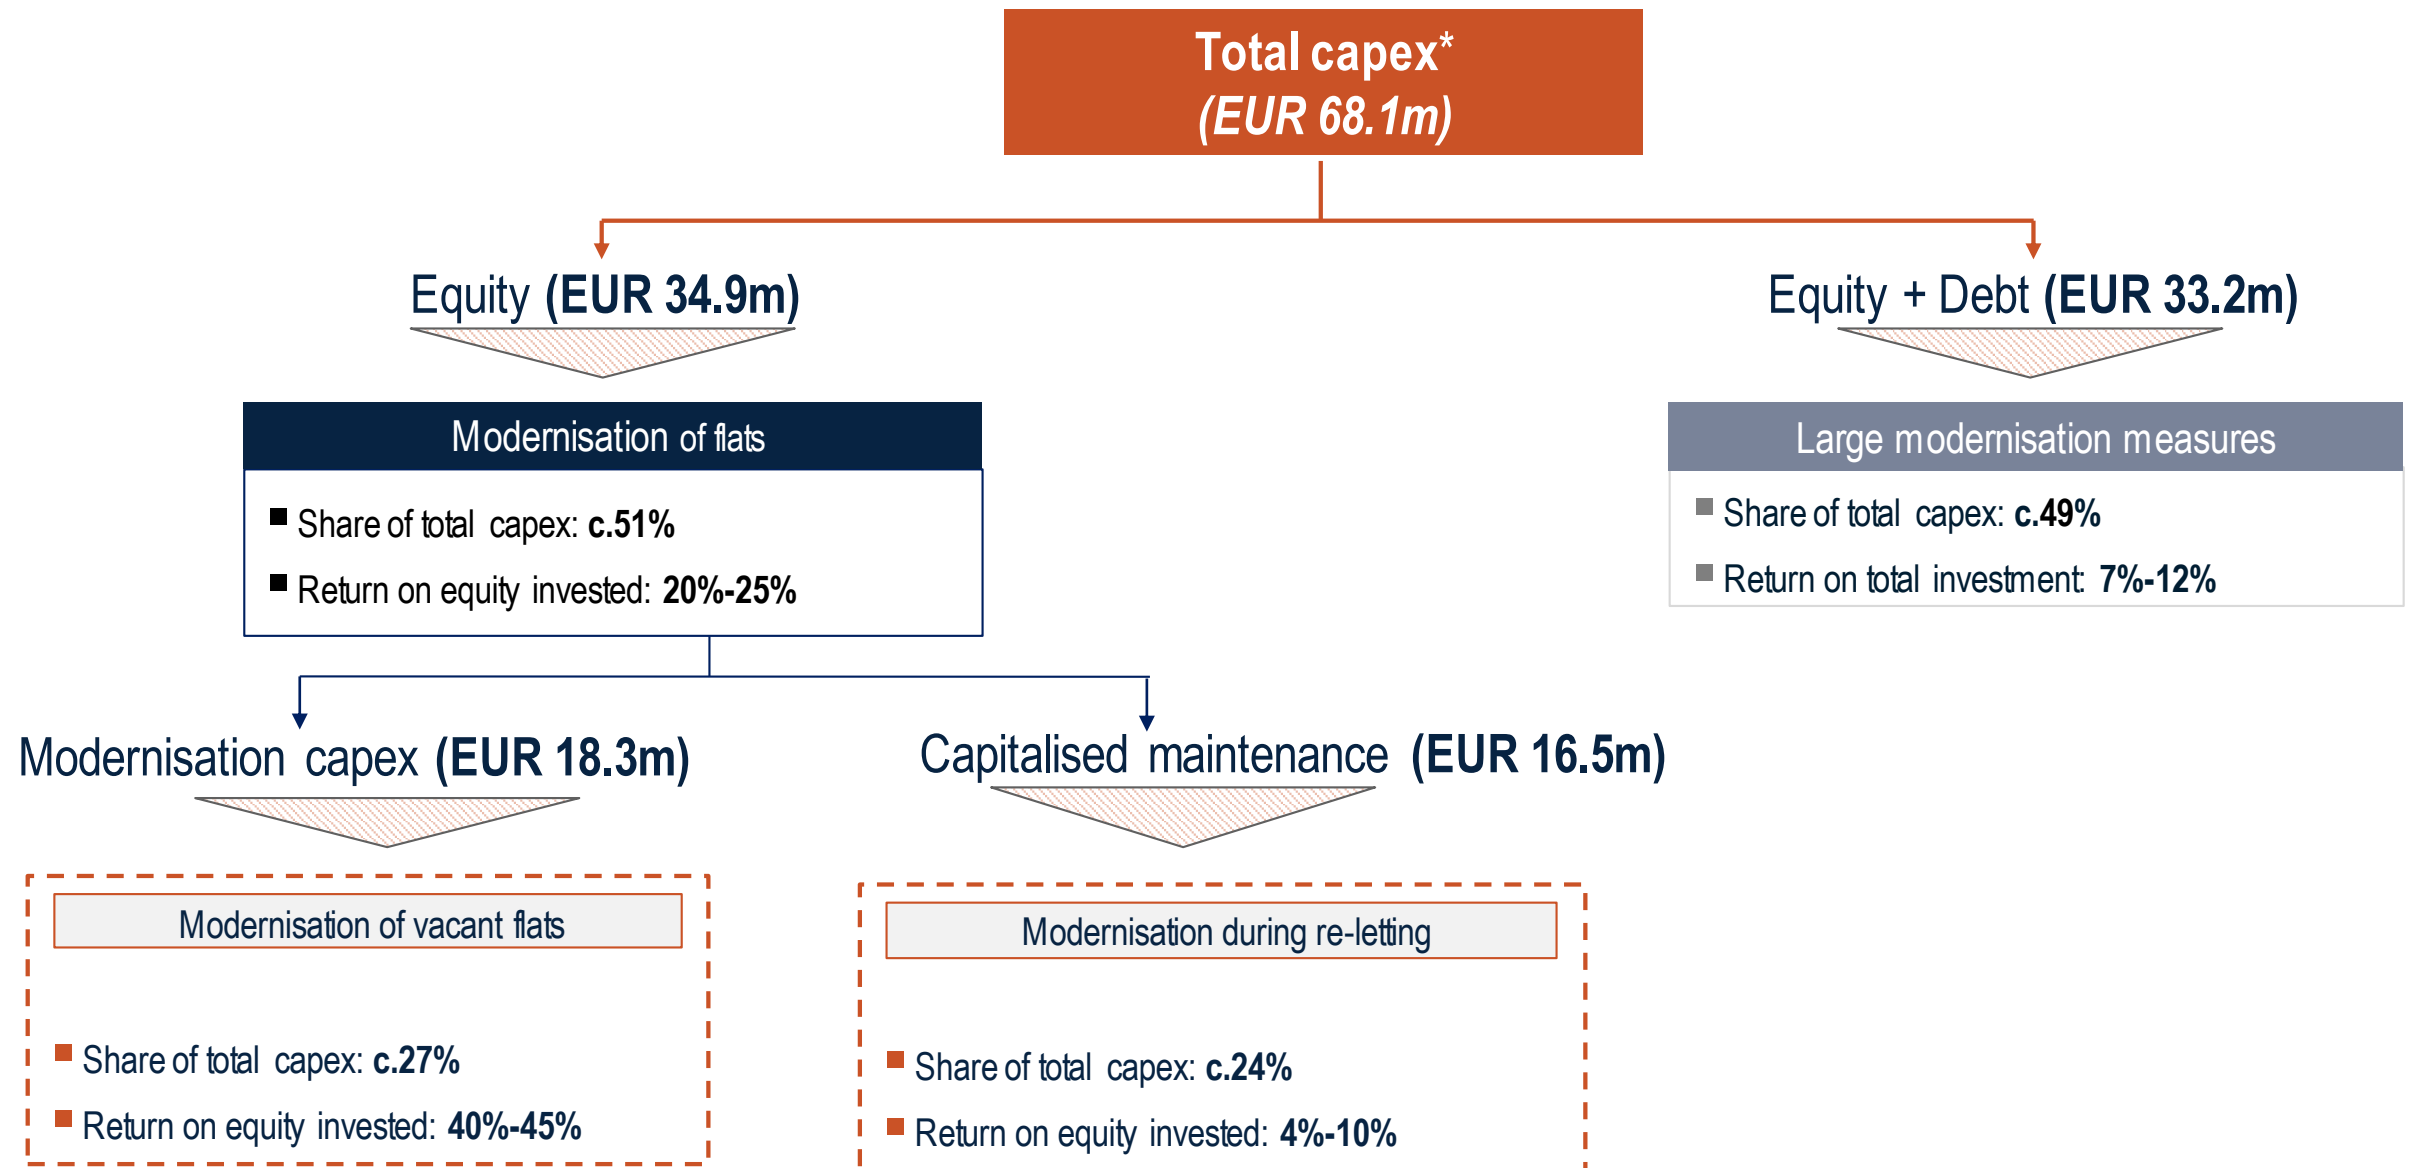 Total capex*
(EUR 68.1m)
Equity (EUR 34.9m)
Equity + Debt (EUR 33.2m)
Modernisation of flats
Share of total capex: c.51%
Return on equity invested: 20%-25%
Large modernisation measures
Share of total capex: c.49%
Return on total investment: 7%-12%
Modernisation capex (EUR 18.3m)
Capitalised maintenance (EUR 16.5m)
Modernisation of vacant flats
Share of total capex: c.27%
Return on equity invested: 40%-45%
Modernisation during re-letting
Share of total capex: c.24%
Return on equity invested: 4%-10%